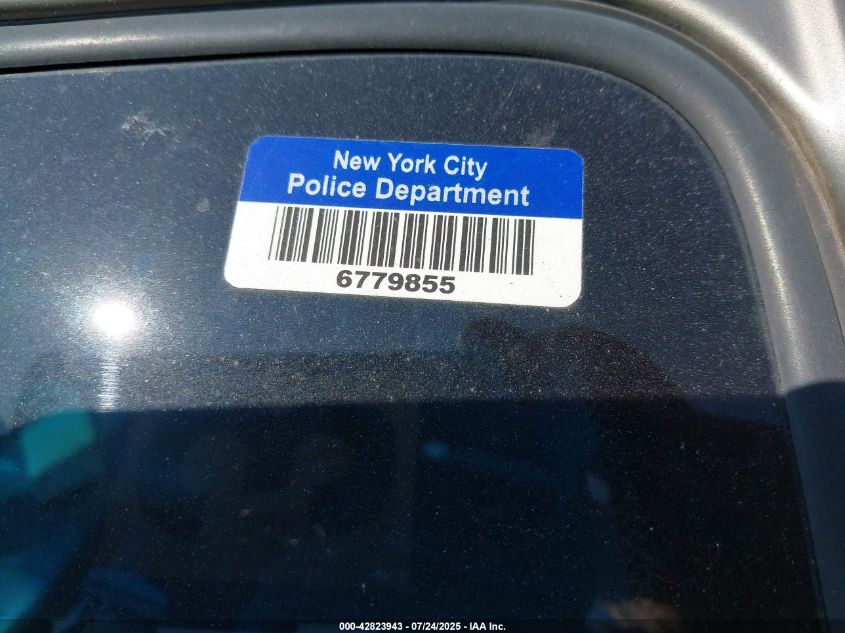 New York City
Police Department
6779855
000-42823943 - 07/24/2025 - IAA Inc.